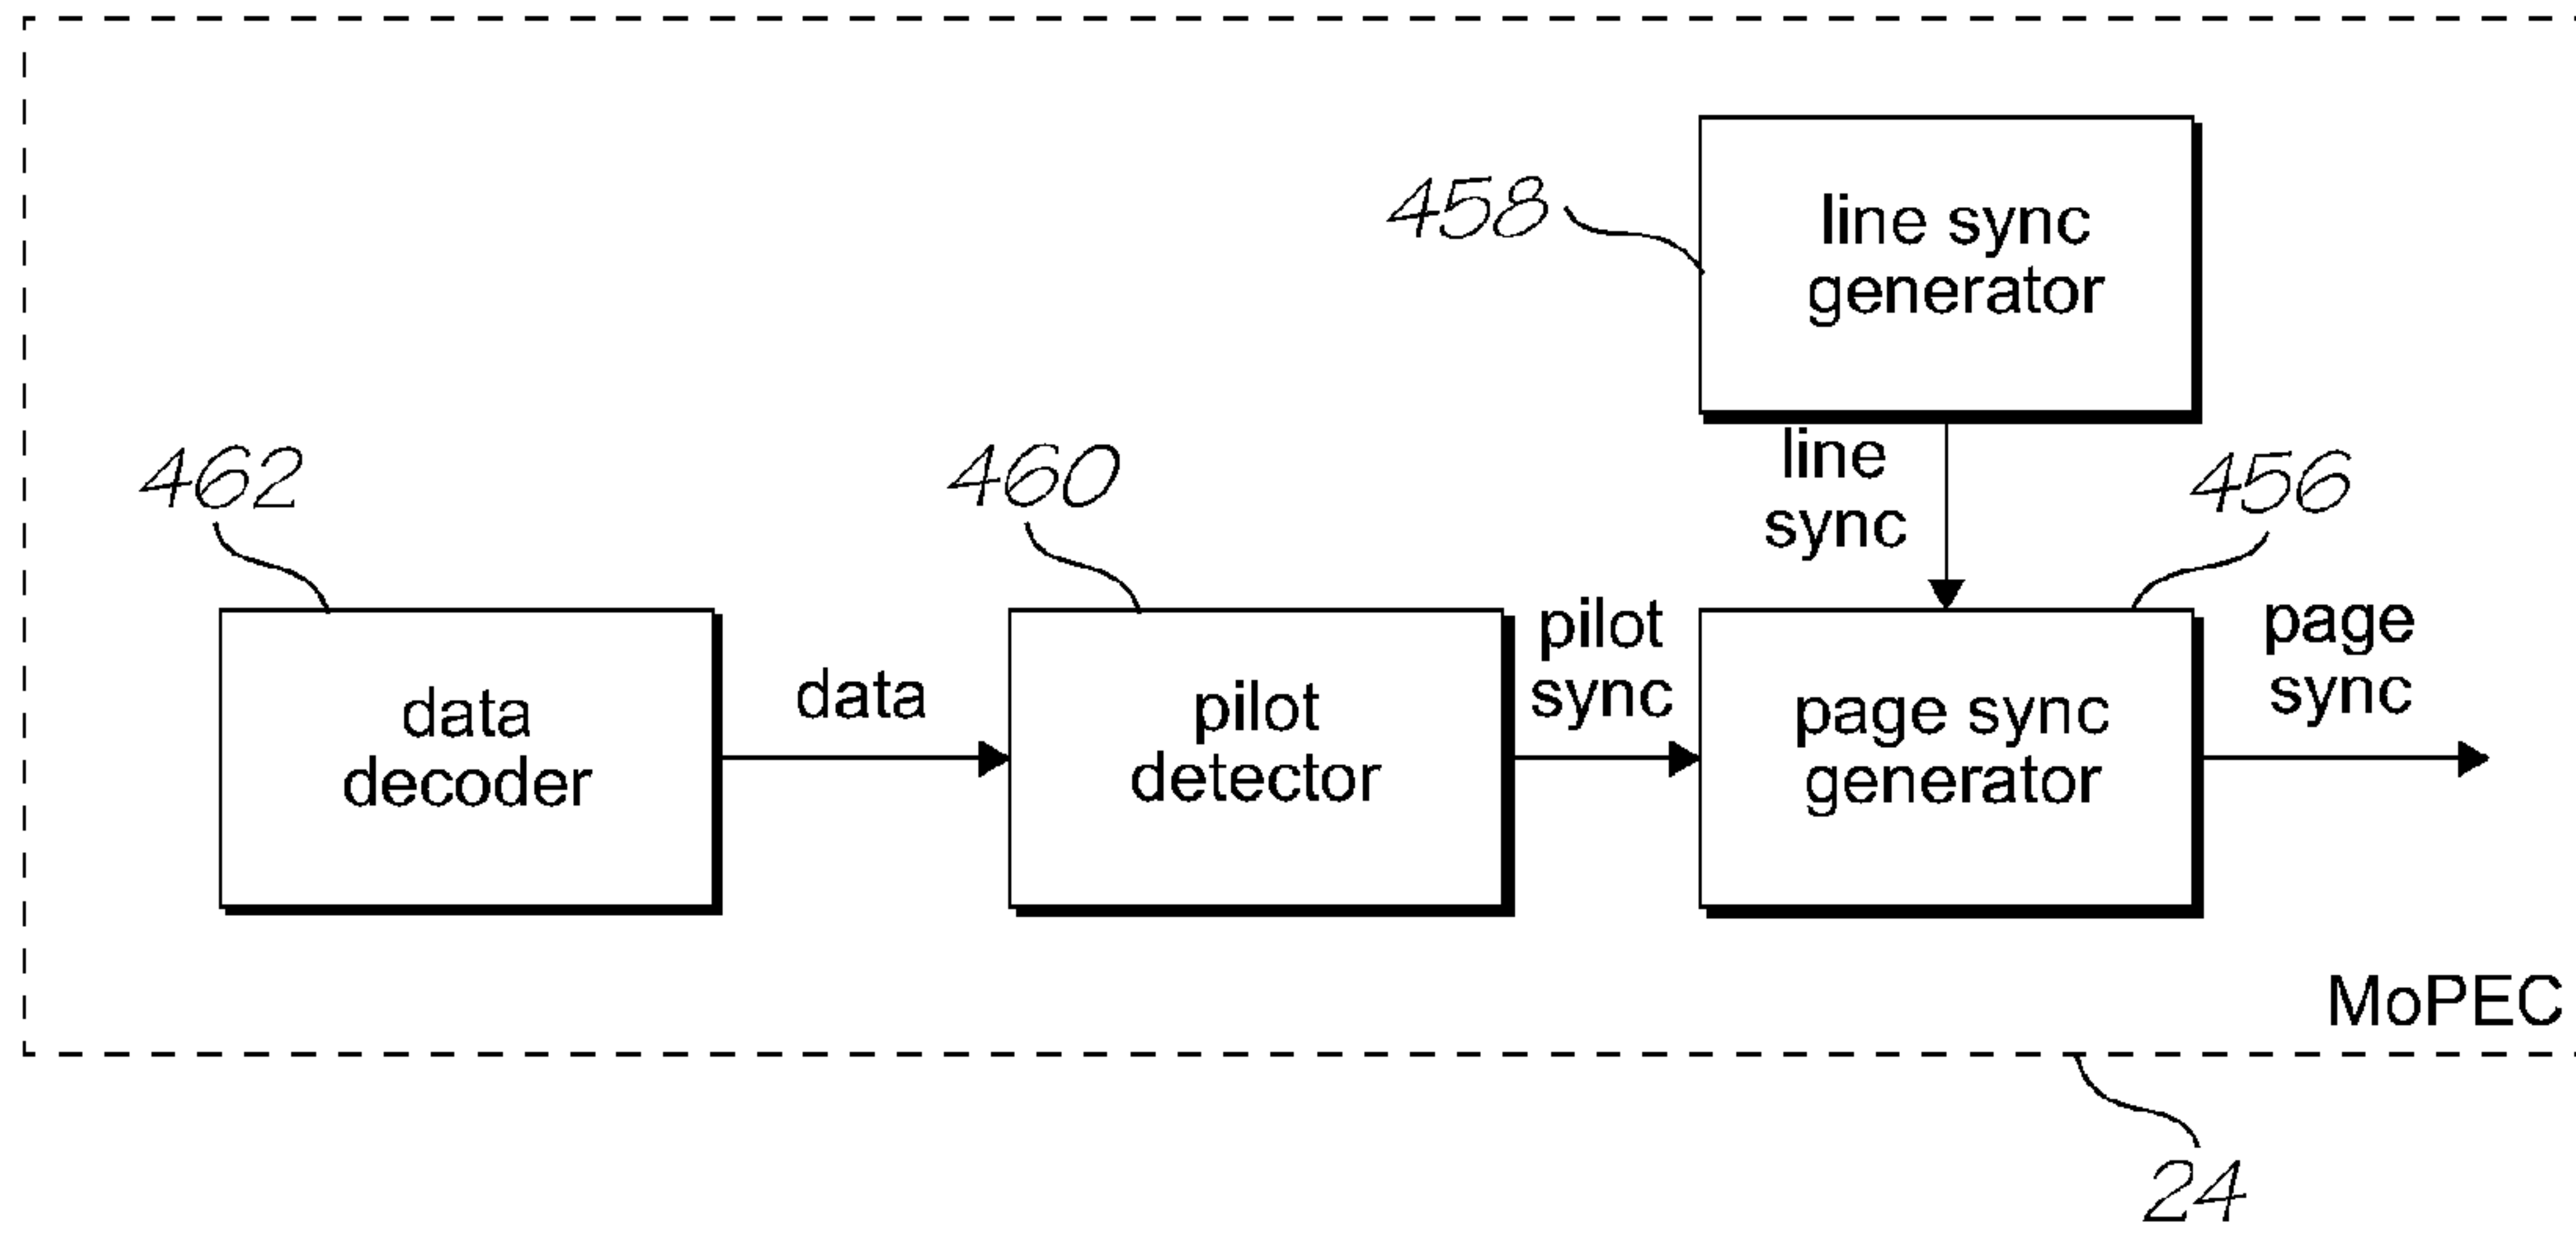 458
line sync
generator
line
sync
462
460
456
data
decoder
data
pilot
detector
pilot
sync
page sync
generator
page
sync
MoPEC
24